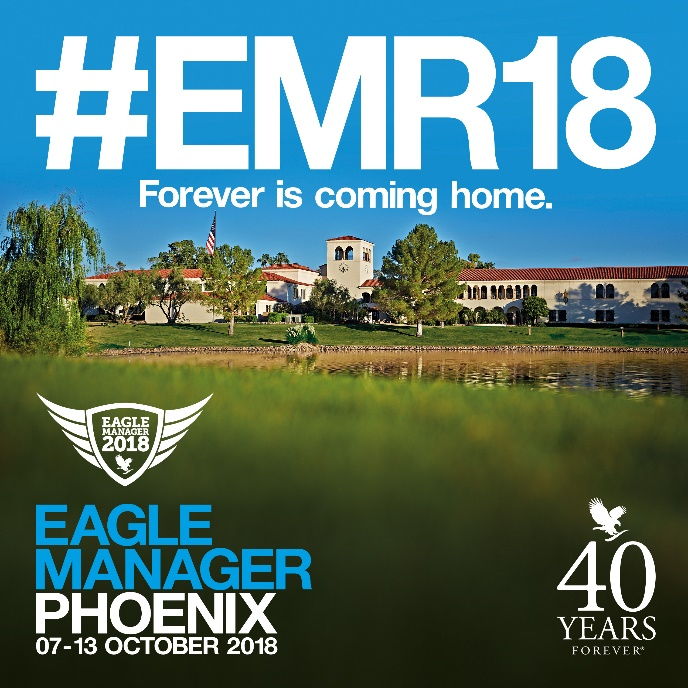 #EMR18
Forever is coming home.
EAGLE
MANAGER
2018
EAGLE
MANAGER
PHOENIX
07-13 OCTOBER 2018
40
YEARS
FOREVER®